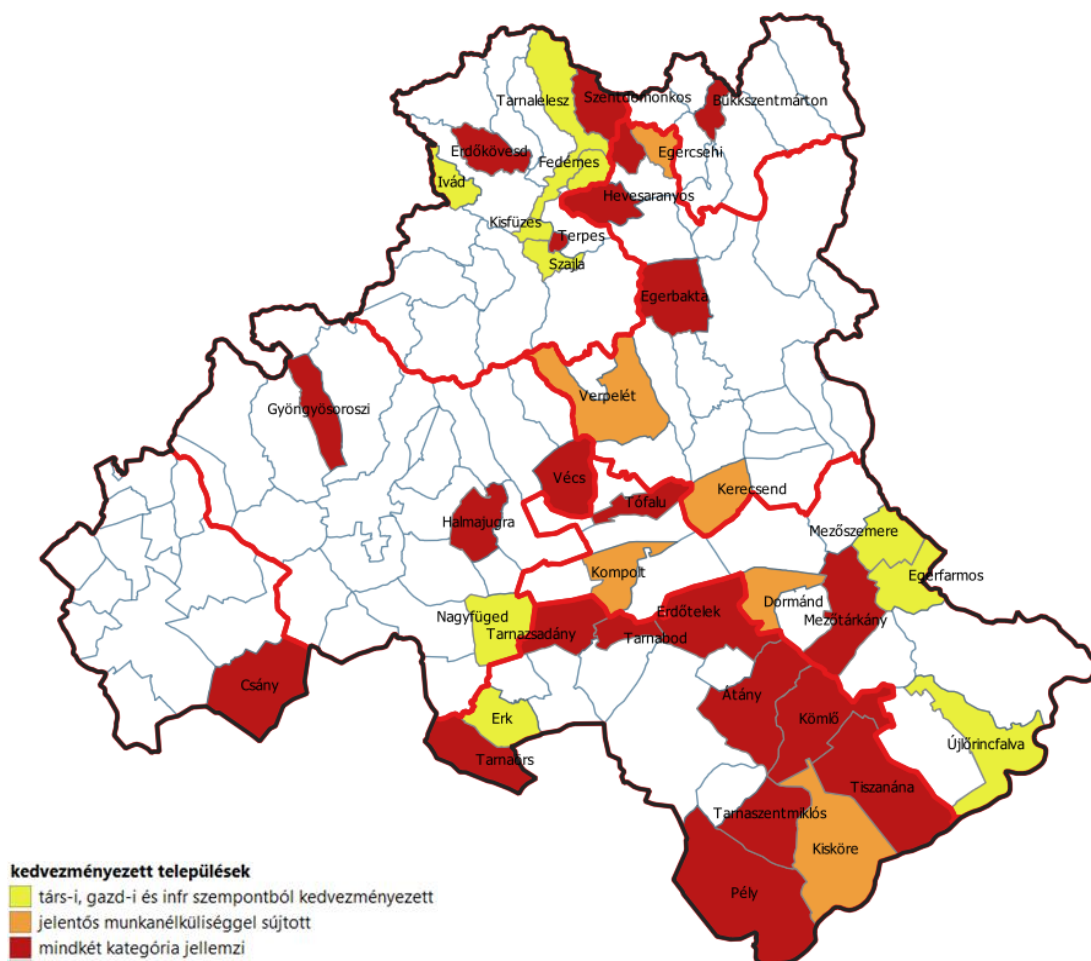 Tarnalelesz
Szentdomonkos
Bükkszentmárton
Erdőkövesd
Egercsehi
Fedémes
Ivád
Hevesaranyos
Kisfüzes
Terpes
Szajla
Egerbakta
Verpelét
Gyöngyösoroszi
Vécs
Kerecsend
Tófalu
Halmajugra
Mezőszemere
Kompolt
Egerfarmos
Dormánd
Erdőtelek
Nagyfüged
Mezőtárkány
Tarnazsadány
Tarnabod
Csány
Átány
Erk
Kömlő
Újlőrincfalva
Tarnaörs
Tiszanána
Tarnaszentmiklós
Kisköre
Pély
kedvezményezett települések
társ-i, gazd-i és infr szempontból kedvezményezett
jelentős munkanélküliséggel sújtott
mindkét kategória jellemzi